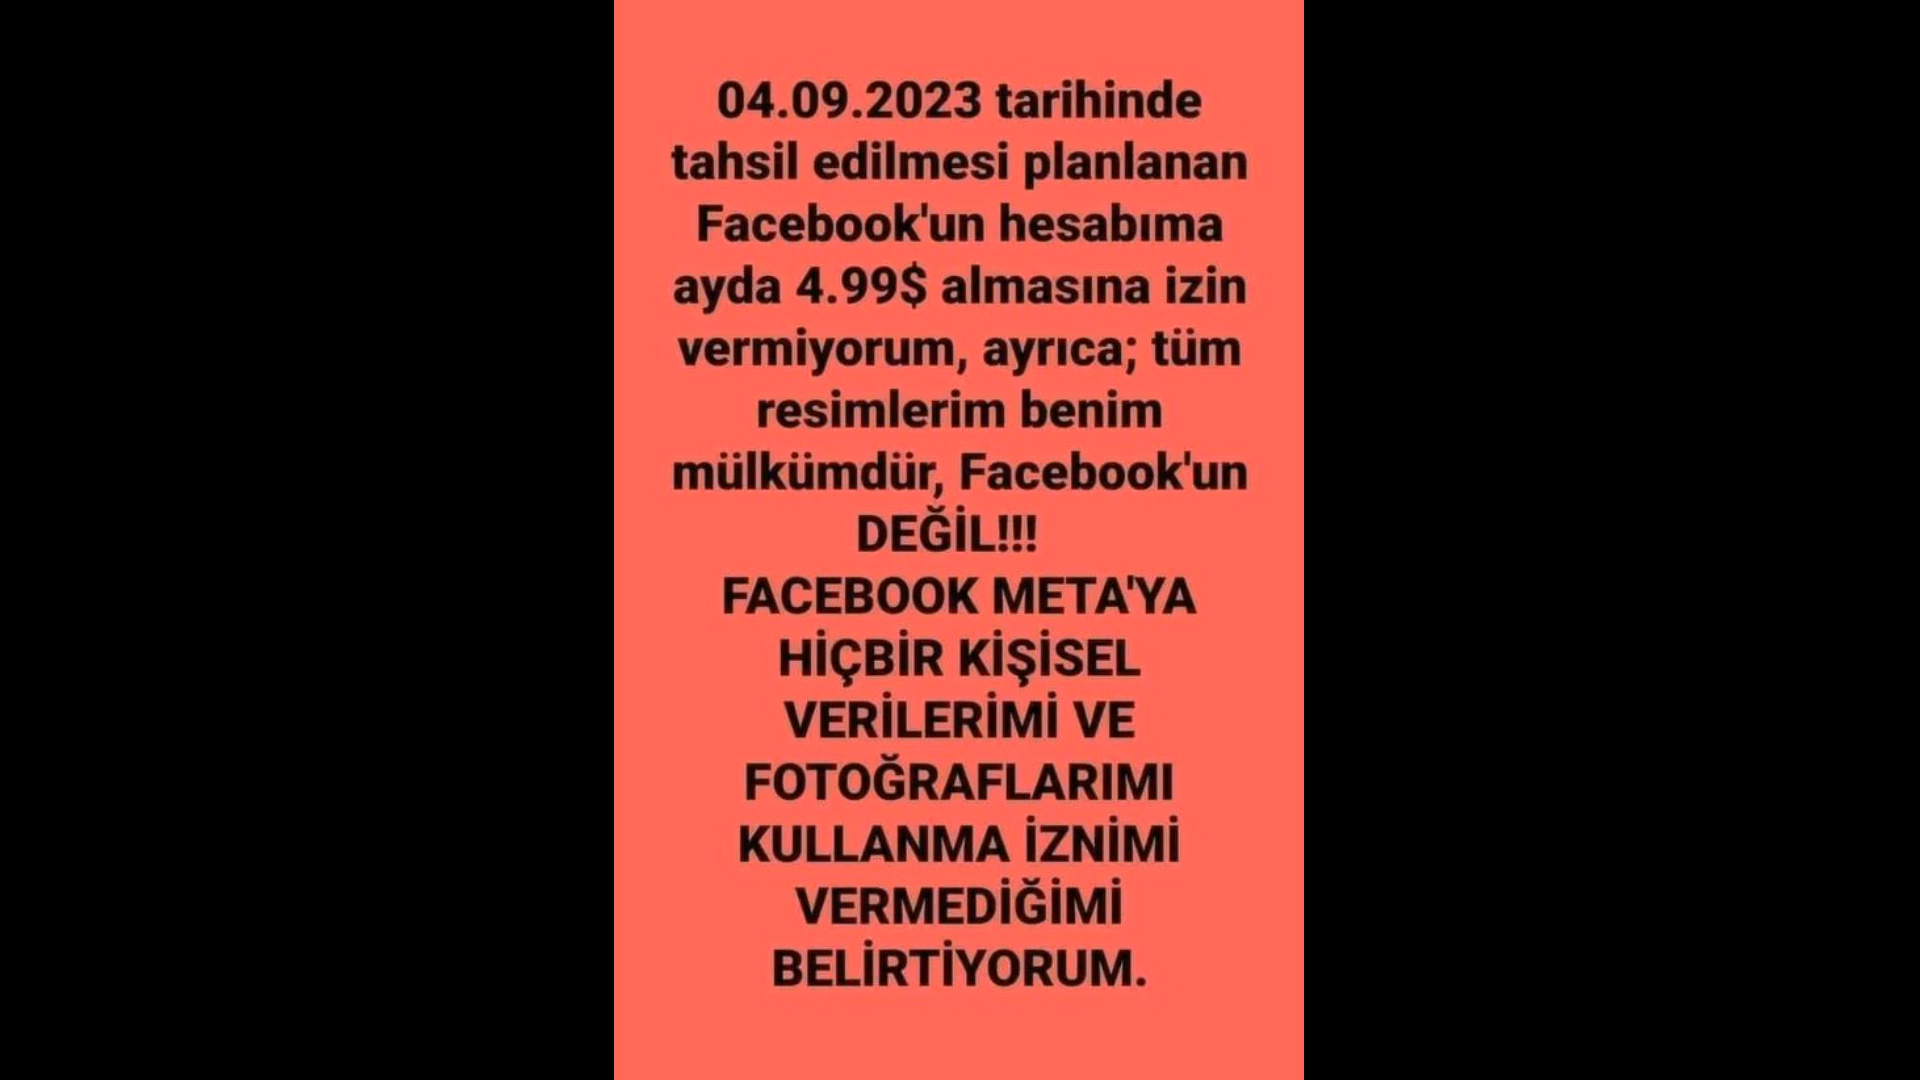 04.09.2023 tarihinde
tahsil edilmesi planlanan
Facebook'un hesabıma
ayda 4.99$ almasına izin
vermiyorum, ayrıca; tüm
resimlerim benim
mülkümdür, Facebook'un
DEĞİL!!!
FACEBOOK META'YA
HİÇBİR KİŞİSEL
VERİLERİMİ VE
FOTOĞRAFLARIMI
KULLANMA İZNİMİ
VERMEDİĞİMİ
BELİRTİYORUM.